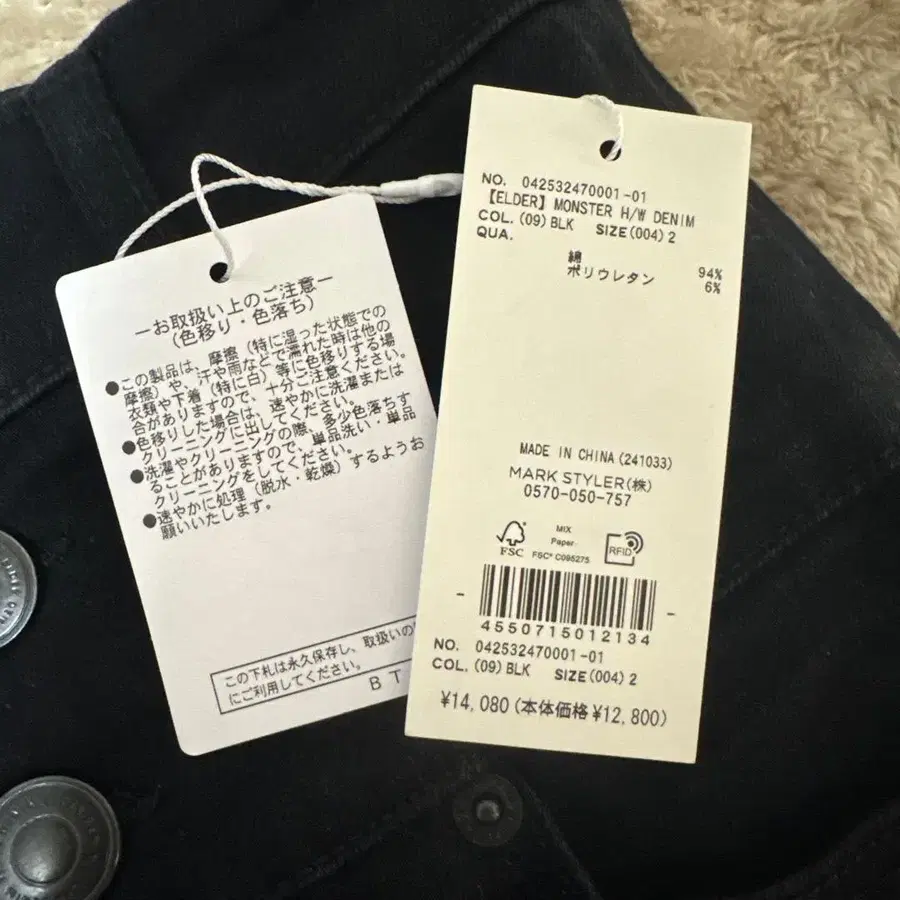 －お取扱い上のご注意－
（色移り・色落ち）
●この製品は、摩擦（特に湿った状態での
摩擦）や、汗や雨などで濡れた時は他の
衣類や下着（特に白）等に色移りする場
合がありますので、十分ご注意ください。
●色移りした場合は、速やかに洗濯または
クリーニングに出してください。
●洗濯やクリーニングの際、多少色落ちす
ることがありますので、単品洗い・単品
クリーニングをしてください。
●速やかに処理（脱水・乾燥）するようお
願いいたします。
この下札は永久保存し、取扱いの
にご利用してください。
BT
NO. 042532470001-01
【ELDER】MONSTER H/W DENIM
COL. (09) BLK SIZE (004) 2
QUA.
綿 94%
ポリウレタン 6%
MADE IN CHINA (241033)
MARK STYLER(株)
0570-050-757
FSC
MIX
Paper
FSC® C095275
RFID
4550715012134
NO. 042532470001-01
COL. (09) BLK SIZE (004) 2
¥14,080 (本体価格¥12,800)